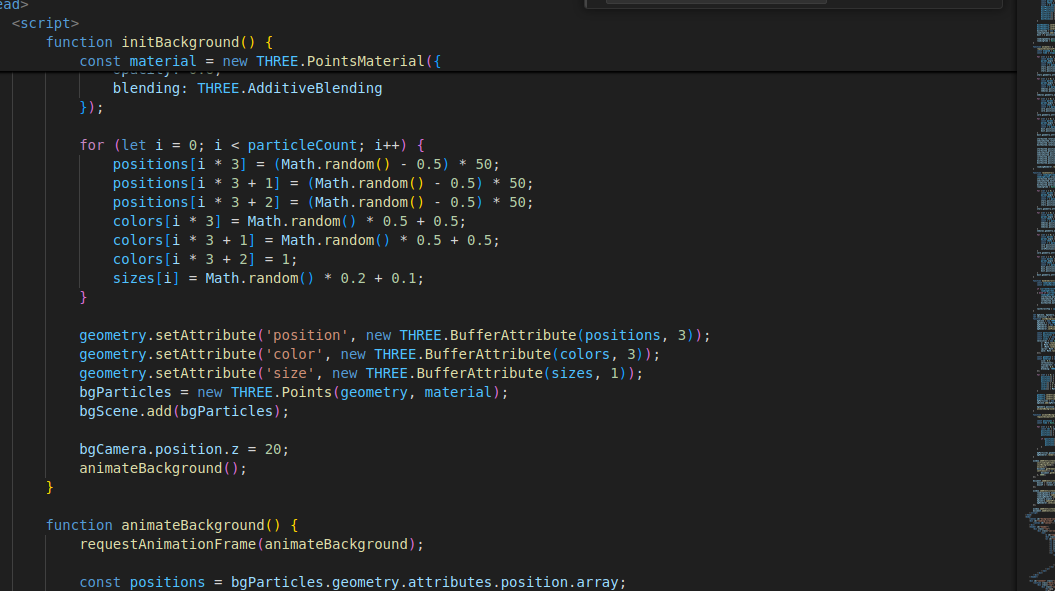 ead>
<script>
function initBackground() {
const material = new THREE.PointsMaterial({
blending: THREE.AdditiveBlending
});
for (let i = 0; i < particleCount; i++) {
positions[i * 3] = (Math.random() - 0.5) * 50;
positions[i * 3 + 1] = (Math.random() - 0.5) * 50;
positions[i * 3 + 2] = (Math.random() - 0.5) * 50;
colors[i * 3] = Math.random() * 0.5 + 0.5;
colors[i * 3 + 1] = Math.random() * 0.5 + 0.5;
colors[i * 3 + 2] = 1;
sizes[i] = Math.random() * 0.2 + 0.1;
}
geometry.setAttribute('position', new THREE.BufferAttribute(positions, 3));
geometry.setAttribute('color', new THREE.BufferAttribute(colors, 3));
geometry.setAttribute('size', new THREE.BufferAttribute(sizes, 1));
bgParticles = new THREE.Points(geometry, material);
bgScene.add(bgParticles);
bgCamera.position.z = 20;
animateBackground();
}
function animateBackground() {
requestAnimationFrame(animateBackground);
const positions = bgParticles.geometry.attributes.position.array;